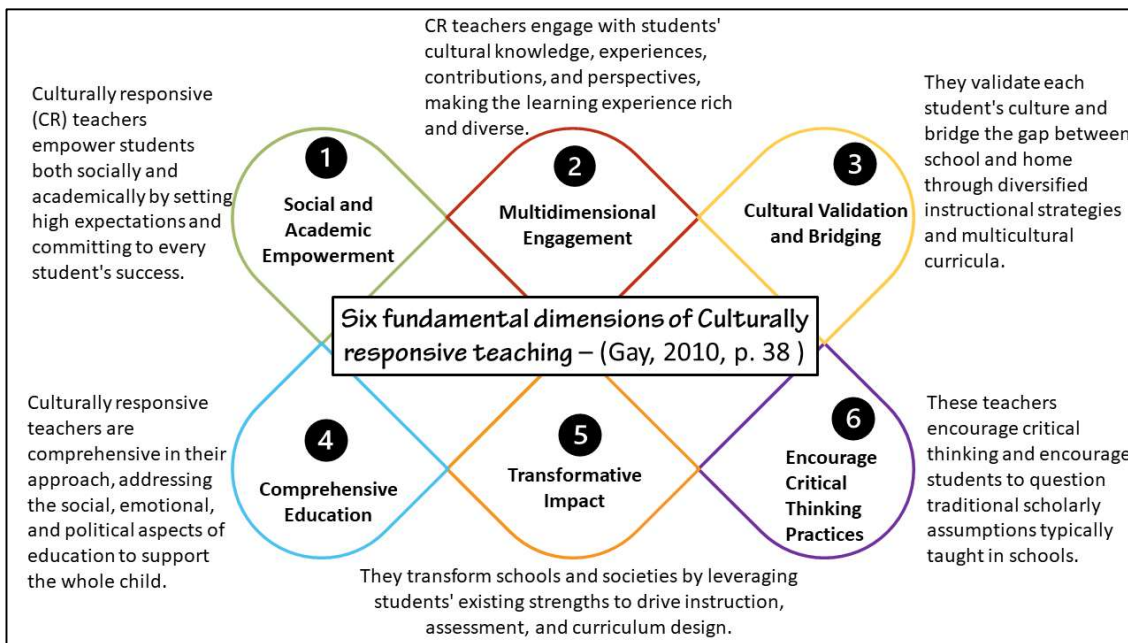 Culturally responsive
(CR) teachers
empower students
both socially and
academically by setting
high expectations and
committing to every
student's success.
1
Social and
Academic
Empowerment
CR teachers engage with students'
cultural knowledge, experiences,
contributions, and perspectives,
making the learning experience rich
and diverse.
2
Multidimensional
Engagement
3
Cultural Validation
and Bridging
They validate each
student's culture and
bridge the gap between
school and home
through diversified
instructional strategies
and multicultural
curricula.
Six fundamental dimensions of Culturally
responsive teaching – (Gay, 2010, p. 38 )
Culturally responsive
teachers are
comprehensive in their
approach, addressing
the social, emotional,
and political aspects of
education to support
the whole child.
4
Comprehensive
Education
5
Transformative
Impact
They transform schools and societies by leveraging
students' existing strengths to drive instruction,
assessment, and curriculum design.
6
Encourage
Critical
Thinking
Practices
These teachers
encourage critical
thinking and encourage
students to question
traditional scholarly
assumptions typically
taught in schools.